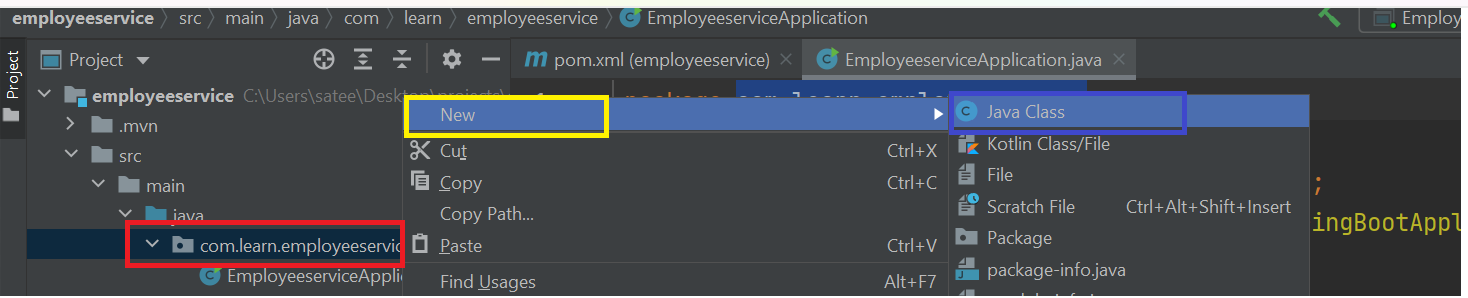 employeeservice > src > main > java > com > learn > employeeservice > EmployeeserviceApplication
Employ
Project
Project
pom.xml (employeeservice)
EmployeeserviceApplication.java
employeeservice C:\Users\satee\Desktop\projects\
.mvn
src
main
java
com.learn.employeeservic
EmployeeserviceApplic
New
Cut Ctrl+X
Copy Ctrl+C
Copy Path...
Paste Ctrl+V
Find Usages Alt+F7
package
Java Class
Kotlin Class/File
File
Scratch File Ctrl+Alt+Shift+Insert
Package
package-info.java
;
ingBootAppl